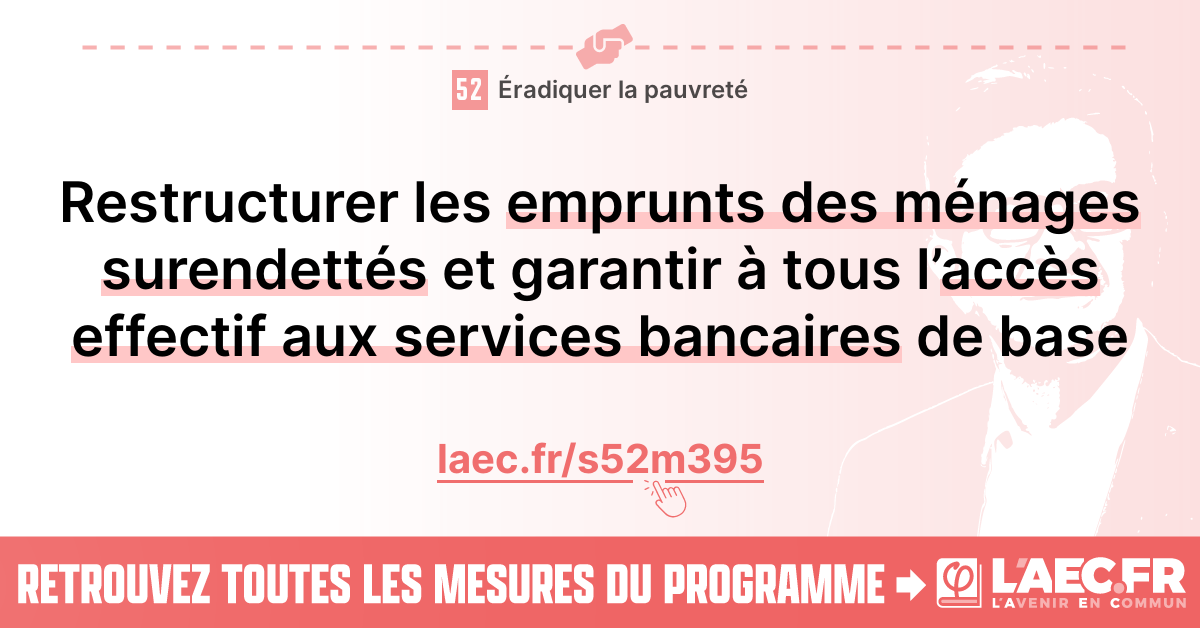 52 Éradiquer la pauvreté
Restructurer les emprunts des ménages
surendettés et garantir à tous l’accès
effectif aux services bancaires de base
laec.fr/s52m395
RETROUVEZ TOUTES LES MESURES DU PROGRAMME
φ L'AEC.FR
L'AVENIR EN COMMUN